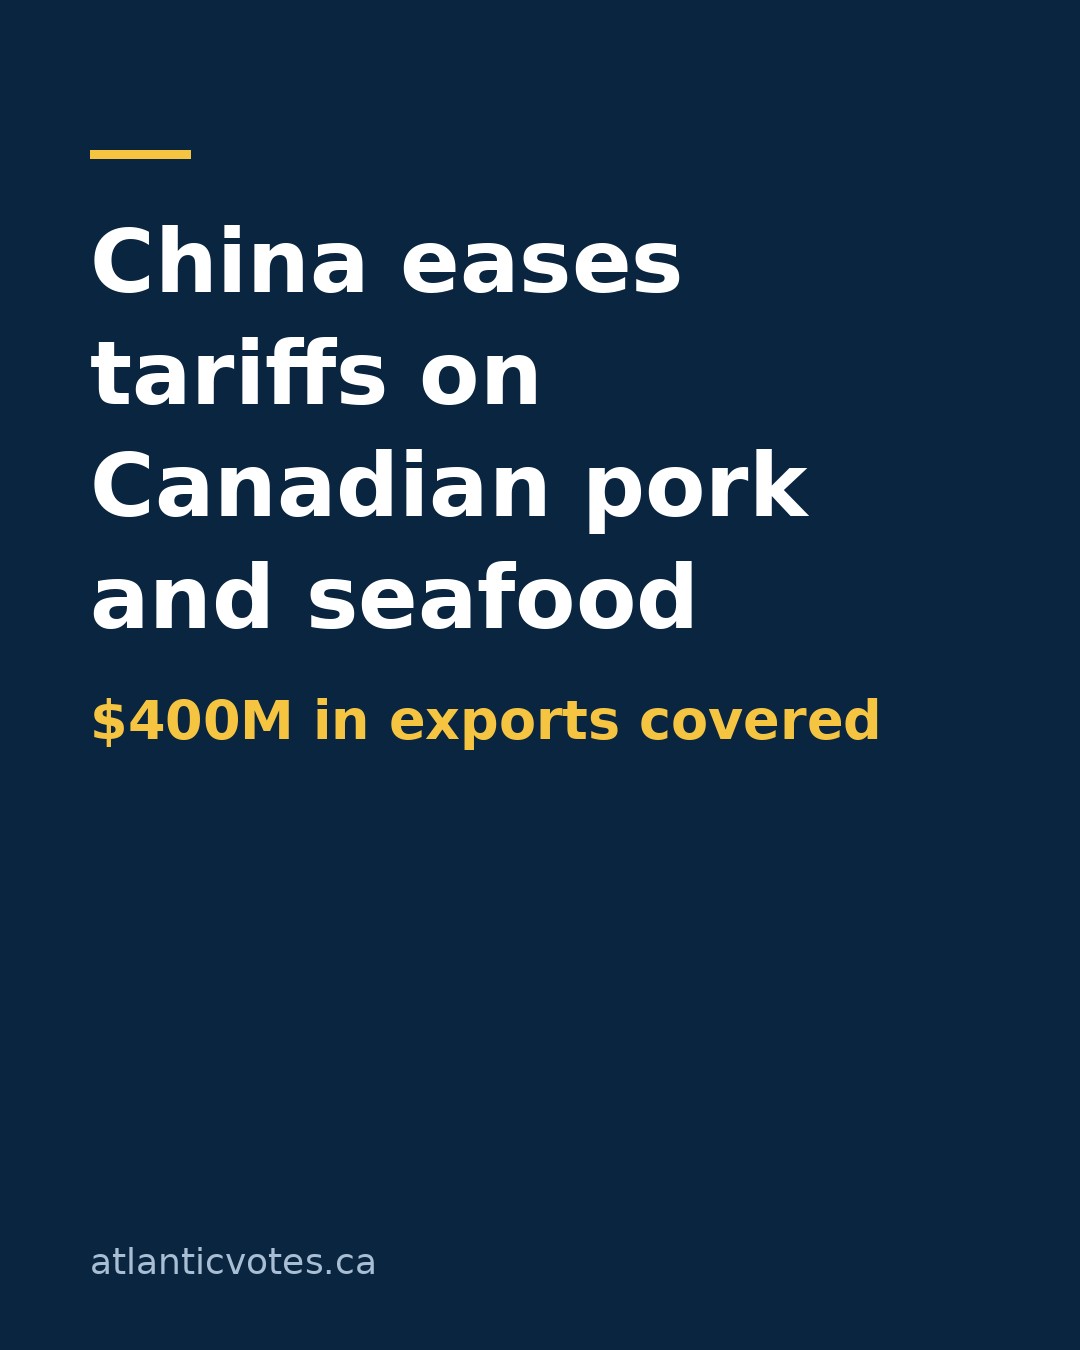 China eases
tariffs on
Canadian pork
and seafood
$400M in exports covered
atlanticvotes.ca